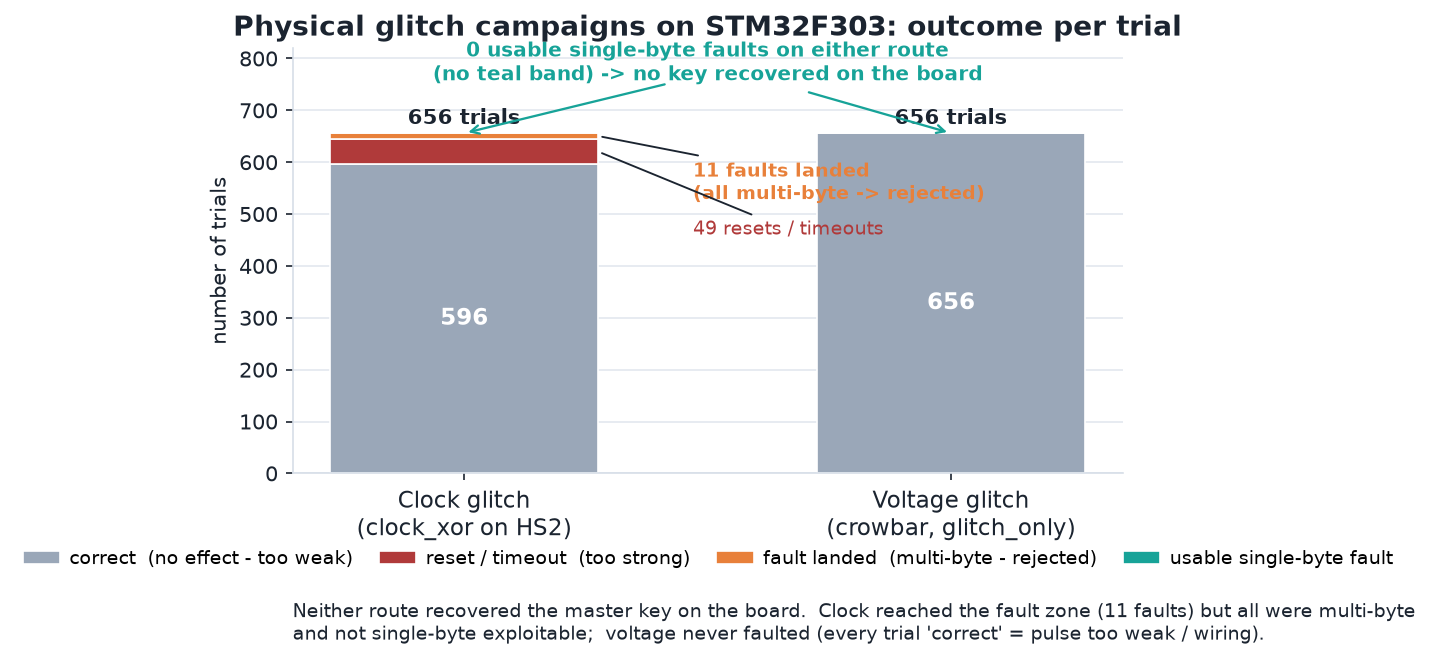 Physical glitch campaigns on STM32F303: outcome per trial
0 usable single-byte faults on either route
(no teal band) -> no key recovered on the board
800
700
600
500
400
300
200
100
0
number of trials
656 trials
656 trials
11 faults landed
(all multi-byte -> rejected)
49 resets / timeouts
596
656
Clock glitch
(clock_xor on HS2)
Voltage glitch
(crowbar, glitch_only)
correct (no effect - too weak)
reset / timeout (too strong)
fault landed (multi-byte - rejected)
usable single-byte fault
Neither route recovered the master key on the board. Clock reached the fault zone (11 faults) but all were multi-byte
and not single-byte exploitable; voltage never faulted (every trial 'correct' = pulse too weak / wiring).